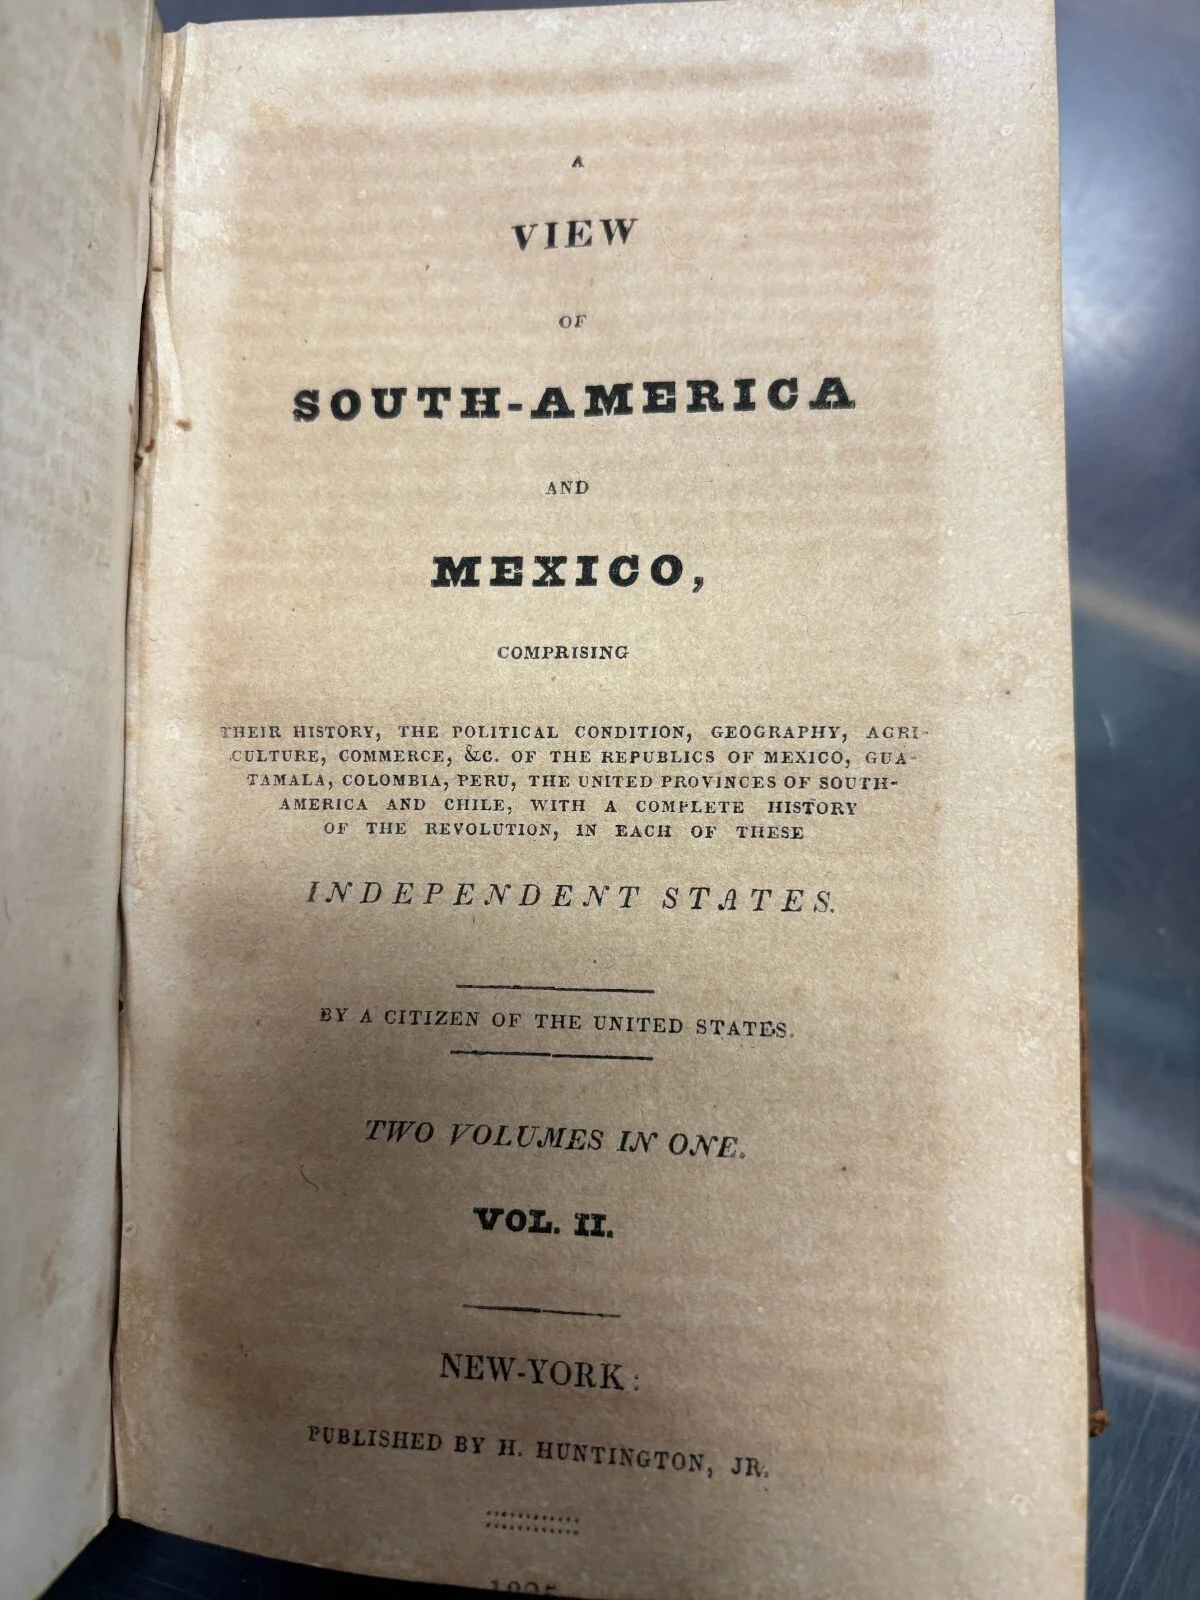 A
VIEW
OF
SOUTH-AMERICA
AND
MEXICO,
COMPRISING
THEIR HISTORY, THE POLITICAL CONDITION, GEOGRAPHY, AGRI-
CULTURE, COMMERCE, &C. OF THE REPUBLICS OF MEXICO, GUA-
TAMALA, COLOMBIA, PERU, THE UNITED PROVINCES OF SOUTH-
AMERICA AND CHILE, WITH A COMPLETE HISTORY
OF THE REVOLUTION, IN EACH OF THESE
INDEPENDENT STATES.
BY A CITIZEN OF THE UNITED STATES.
TWO VOLUMES IN ONE.
VOL. II.
NEW-YORK:
PUBLISHED BY H. HUNTINGTON, JR.